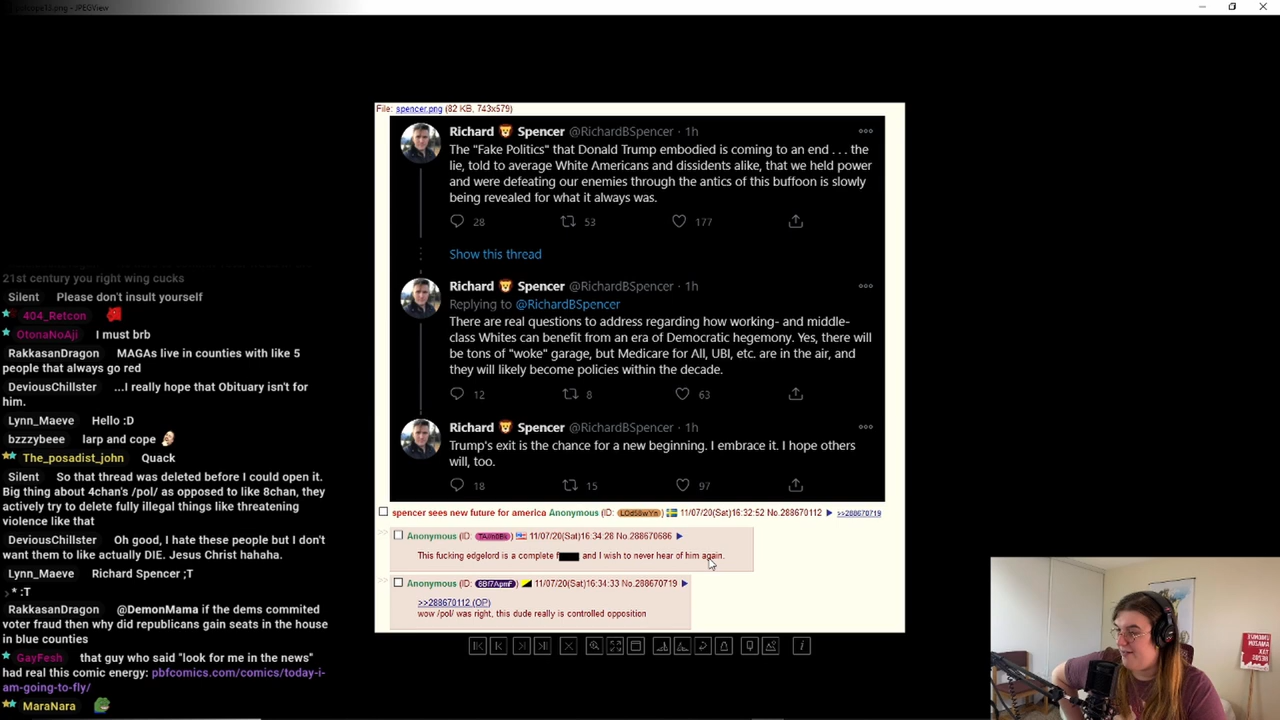 JPEGView
File: spencer.png (82 KB, 743x579)
Richard Spencer @RichardBSpencer · 1h
The "Fake Politics" that Donald Trump embodied is coming to an end . . . the
lie, told to average White Americans and dissidents alike, that we held power
and were defeating our enemies through the antics of this buffoon is slowly
being revealed for what it always was.
28 53 177
Show this thread
Richard Spencer @RichardBSpencer · 1h
Replying to @RichardBSpencer
There are real questions to address regarding how working- and middle-
class Whites can benefit from an era of Democratic hegemony. Yes, there will
be tons of "woke" garage, but Medicare for All, UBI, etc. are in the air, and
they will likely become policies within the decade.
12 8 63
Richard Spencer @RichardBSpencer · 1h
Trump's exit is the chance for a new beginning. I embrace it. I hope others
will, too.
18 15 97
spencer sees new future for america Anonymous (ID: ) 11/07/20(Sat)16:32:52 No.288670112 ▶ >>288670719
>> Anonymous (ID: ) 11/07/20(Sat)16:34:28 No.288670686 ▶
This fucking edgelord is a complete f and I wish to never hear of him again.
>> Anonymous (ID: 6Bf7ApmF) 11/07/20(Sat)16:34:33 No.288670719 ▶
>>288670112 (OP)
wow /pol/ was right, this dude really is controlled opposition
21st century you right wing cucks
Silent Please don't insult yourself
404_Retcon
OtonaNoAji I must brb
RakkasanDragon MAGAs live in counties with like 5
people that always go red
DeviousChillster ...I really hope that Obituary isn't for
him.
Lynn_Maeve Hello :D
bzzzybeee larp and cope
The_posadist_john Quack
Silent So that thread was deleted before I could open it.
Big thing about 4chan's /pol/ as opposed to like 8chan, they
actively try to delete fully illegal things like threatening
violence like that
DeviousChillster Oh good, I hate these people but I don't
want them to like actually DIE. Jesus Christ hahaha.
Lynn_Maeve Richard Spencer ;T
* :T
RakkasanDragon @DemonMama if the dems commited
voter fraud then why did republicans gain seats in the house
in blue counties
GayFesh that guy who said "look for me in the news"
had real this comic energy: pbfcomics.com/comics/today-i-
am-going-to-fly/
MaraNara